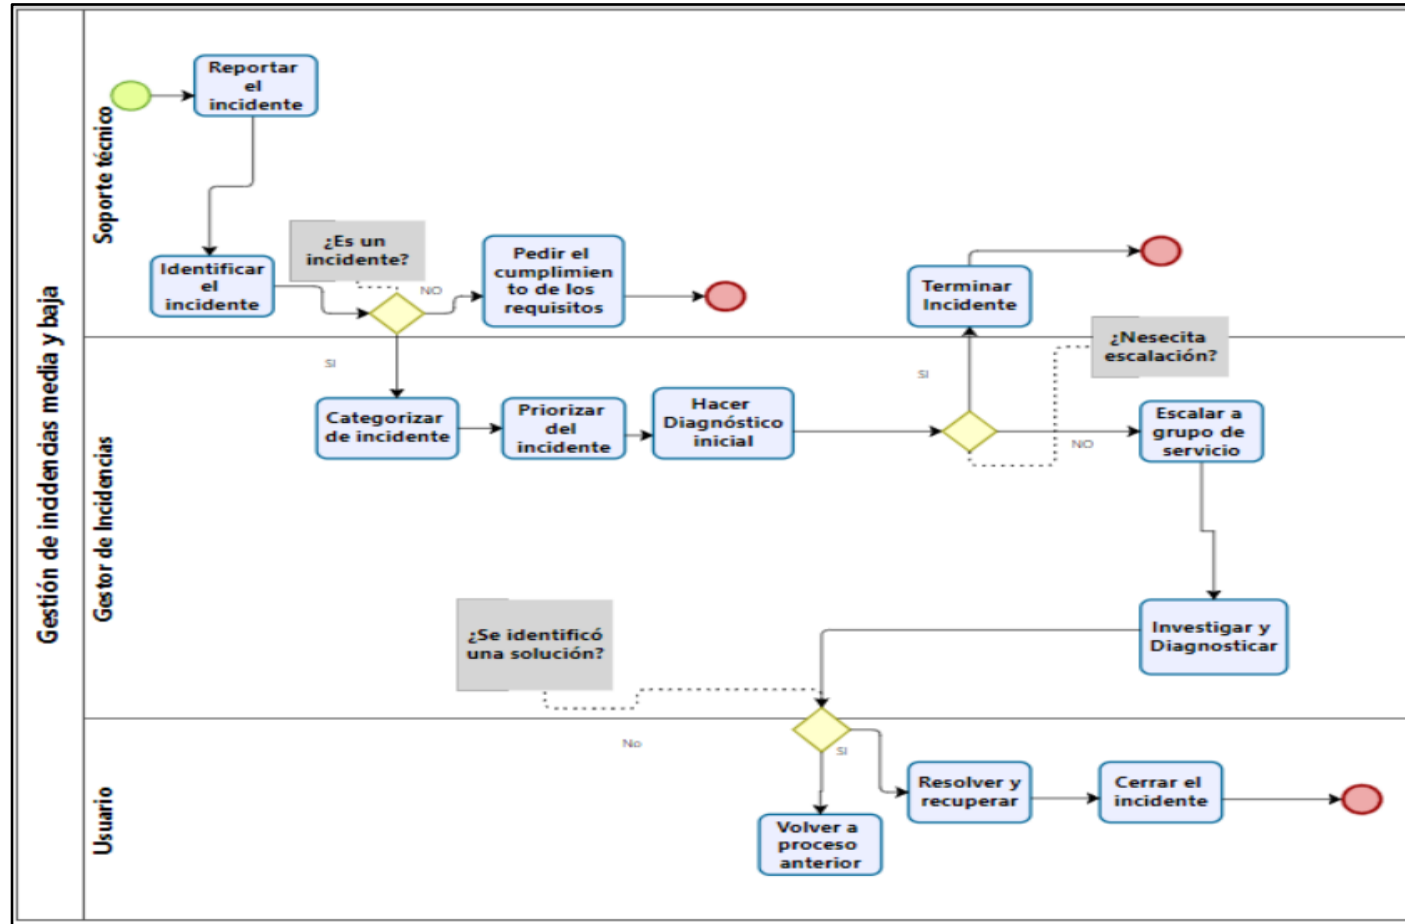 Gestión de incidencias media y baja
Soporte técnico
Reportar
el
incidente
Identificar
el
incidente
¿Es un
incidente?
NO
Pedir el
cumplimien
to de los
requisitos
Terminar
Incidente
SI
Gestor de Incidencias
Categorizar
de incidente
Priorizar
del
incidente
Hacer
Diagnóstico
inicial
SI
¿Nesecita
escalación?
NO
Escalar a
grupo de
servicio
Investigar y
Diagnosticar
¿Se identificó
una solución?
Usuario
No
SI
Volver a
proceso
anterior
Resolver y
recuperar
Cerrar el
incidente